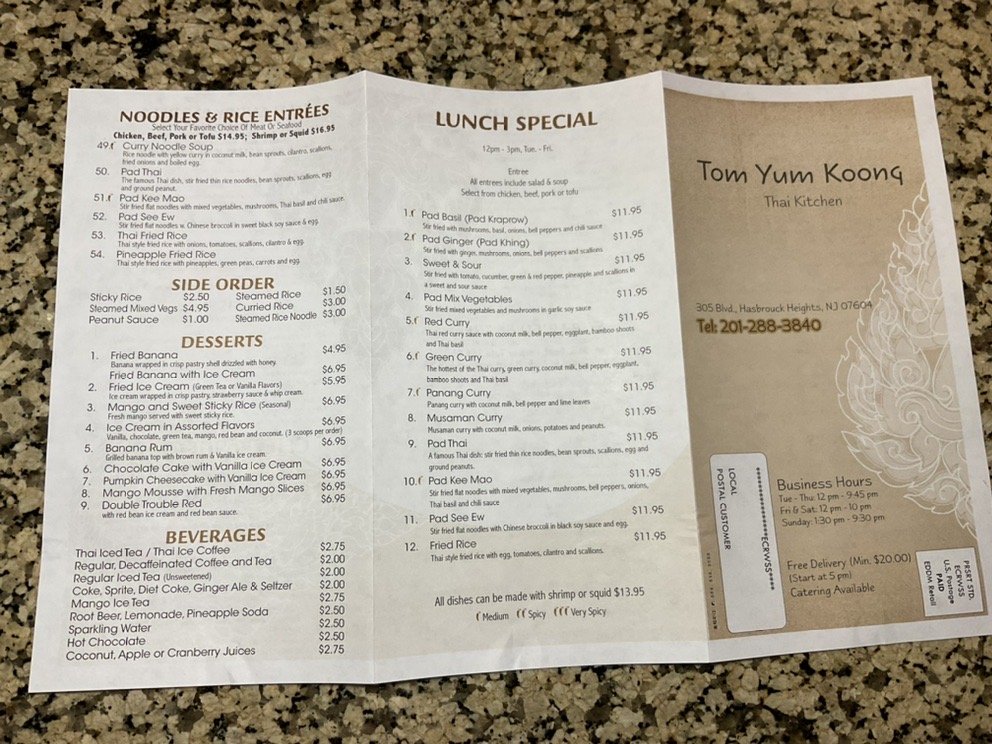 NOODLES & RICE ENTRÉES
Select Your Favorite Choice Of Meat Or Seafood
Chicken, Beef, Pork or Tofu $14.95; Shrimp or Squid $16.95
49. Curry Noodle Soup
Rice noodle with yellow curry in coconut milk, bean sprouts, cilantro, scallions,
fried onions and boiled egg.
50. Pad Thai
The famous Thai dish, stir fried thin rice noodles, bean sprouts, scallions, egg
and ground peanut.
51. Pad Kee Mao
Stir fried flat noodles with mixed vegetables, mushrooms, Thai basil and chili sauce.
52. Pad See Ew
Stir fried flat noodles w. Chinese broccoli in sweet black soy sauce & egg.
53. Thai Fried Rice
Thai style fried rice with onions, tomatoes, scallions, cilantro & egg.
54. Pineapple Fried Rice
Thai style fried rice with pineapples, green peas, carrots and egg.
SIDE ORDER
Sticky Rice $2.50 Steamed Rice $1.50
Steamed Mixed Vegs $4.95 Curried Rice $3.00
Peanut Sauce $1.00 Steamed Rice Noodle $3.00
DESSERTS
1. Fried Banana $4.95
Banana wrapped in crisp pastry shell drizzled with honey.
Fried Banana with Ice Cream $6.95
2. Fried Ice Cream (Green Tea or Vanilla Flavors) $5.95
Ice cream wrapped in crisp pastry, strawberry sauce & whip cream.
3. Mango and Sweet Sticky Rice (Seasonal) $6.95
Fresh mango served with sweet sticky rice.
4. Ice Cream in Assorted Flavors $6.95
Vanilla, chocolate, green tea, mango, red bean and coconut. (3 scoops per order)
5. Banana Rum $6.95
Grilled banana top with brown rum & Vanilla ice cream.
6. Chocolate Cake with Vanilla Ice Cream $6.95
7. Pumpkin Cheesecake with Vanilla Ice Cream $6.95
8. Mango Mousse with Fresh Mango Slices $6.95
9. Double Trouble Red $6.95
with red bean ice cream and red bean sauce.
BEVERAGES
Thai Iced Tea / Thai Ice Coffee $2.75
Regular, Decaffeinated Coffee and Tea $2.00
Regular Iced Tea (Unsweetened) $2.00
Coke, Sprite, Diet Coke, Ginger Ale & Seltzer $2.00
Mango Ice Tea $2.75
Root Beer, Lemonade, Pineapple Soda $2.50
Sparkling Water $2.50
Hot Chocolate $2.50
Coconut, Apple or Cranberry Juices $2.75
LUNCH SPECIAL
12pm - 3pm, Tue. - Fri.
Entree
All entrees include salad & soup
Select from chicken, beef, pork or tofu
1. Pad Basil (Pad Kraprow) $11.95
Stir fried with mushrooms, basil, onions, bell peppers and chili sauce
2. Pad Ginger (Pad Khing) $11.95
Stir fried with ginger, mushrooms, onions, bell peppers and scallions
3. Sweet & Sour $11.95
Stir fried with tomato, cucumber, green & red pepper, pineapple and scallions in
a sweet and sour sauce
4. Pad Mix Vegetables $11.95
Stir fried mixed vegetables and mushrooms in garlic soy sauce
5. Red Curry $11.95
Thai red curry sauce with coconut milk, bell pepper, eggplant, bamboo shoots
and Thai basil
6. Green Curry $11.95
The hottest of the Thai curry, green curry, coconut milk, bell pepper, eggplant,
bamboo shoots and Thai basil
7. Panang Curry $11.95
Panang curry with coconut milk, bell pepper and lime leaves
8. Musaman Curry $11.95
Musaman curry with coconut milk, onions, potatoes and peanuts.
9. Pad Thai $11.95
A famous Thai dish: stir fried thin rice noodles, bean sprouts, scallions, egg and
ground peanuts.
10. Pad Kee Mao $11.95
Stir fried flat noodles with mixed vegetables, mushrooms, bell peppers, onions,
Thai basil and chili sauce
11. Pad See Ew $11.95
Stir fried flat noodles with Chinese broccoli in black soy sauce and egg.
12. Fried Rice $11.95
Thai style fried rice with egg, tomatoes, cilantro and scallions.
All dishes can be made with shrimp or squid $13.95
Medium Spicy Very Spicy
Tom Yum Koong
Thai Kitchen
305 Blvd., Hasbrouck Heights, NJ 07604
Tel: 201-288-3840
Business Hours
Tue - Thu: 12 pm - 9:45 pm
Fri & Sat: 12 pm - 10 pm
Sunday: 1:30 pm - 9:30 pm
Free Delivery (Min. $20.00)
(Start at 5 pm)
Catering Available
ECRWSS
LOCAL
POSTAL CUSTOMER
PRSRT STD.
ECRWSS
U.S. Postage
PAID
EDDM Retail